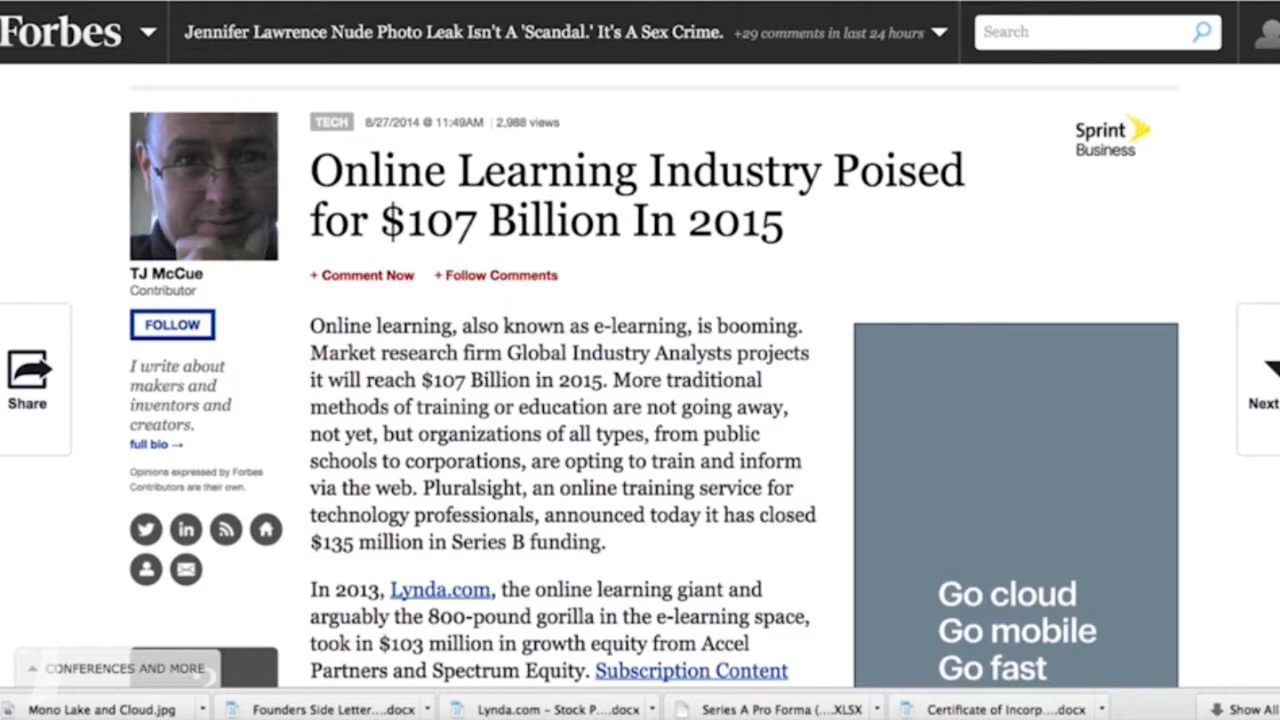 Forbes
Jennifer Lawrence Nude Photo Leak Isn't A 'Scandal.' It's A Sex Crime. +29 comments in last 24 hours
Search
TECH 8/27/2014 @ 11:49AM 2,988 views
Online Learning Industry Poised
for $107 Billion In 2015
Sprint
Business
+ Comment Now + Follow Comments
TJ McCue
Contributor
FOLLOW
I write about
makers and
inventors and
creators.
full bio →
Opinions expressed by Forbes
Contributors are their own.
Share
Next
Online learning, also known as e-learning, is booming.
Market research firm Global Industry Analysts projects
it will reach $107 Billion in 2015. More traditional
methods of training or education are not going away,
not yet, but organizations of all types, from public
schools to corporations, are opting to train and inform
via the web. Pluralsight, an online training service for
technology professionals, announced today it has closed
$135 million in Series B funding.
In 2013, Lynda.com, the online learning giant and
arguably the 800-pound gorilla in the e-learning space,
took in $103 million in growth equity from Accel
Partners and Spectrum Equity. Subscription Content
Go cloud
Go mobile
Go fast
CONFERENCES AND MORE
Mono Lake and Cloud.jpg
Founders Side Letter....docx
Lynda.com – Stock P....docx
Series A Pro Forma (....XLSX
Certificate of Incorp....docx
Show All